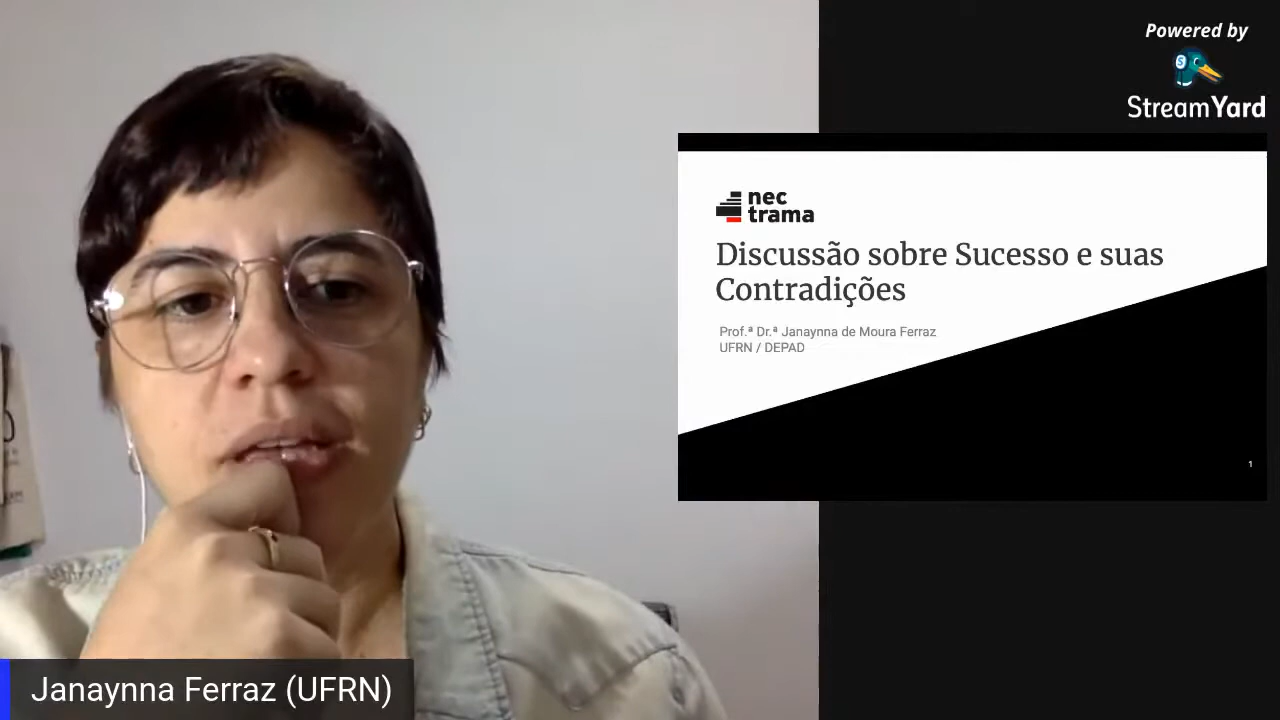 Powered by
StreamYard
nec
trama
Discussão sobre Sucesso e suas
Contradições
Prof.ª Dr.ª Janaynna de Moura Ferraz
UFRN / DEPAD
1
Janaynna Ferraz (UFRN)